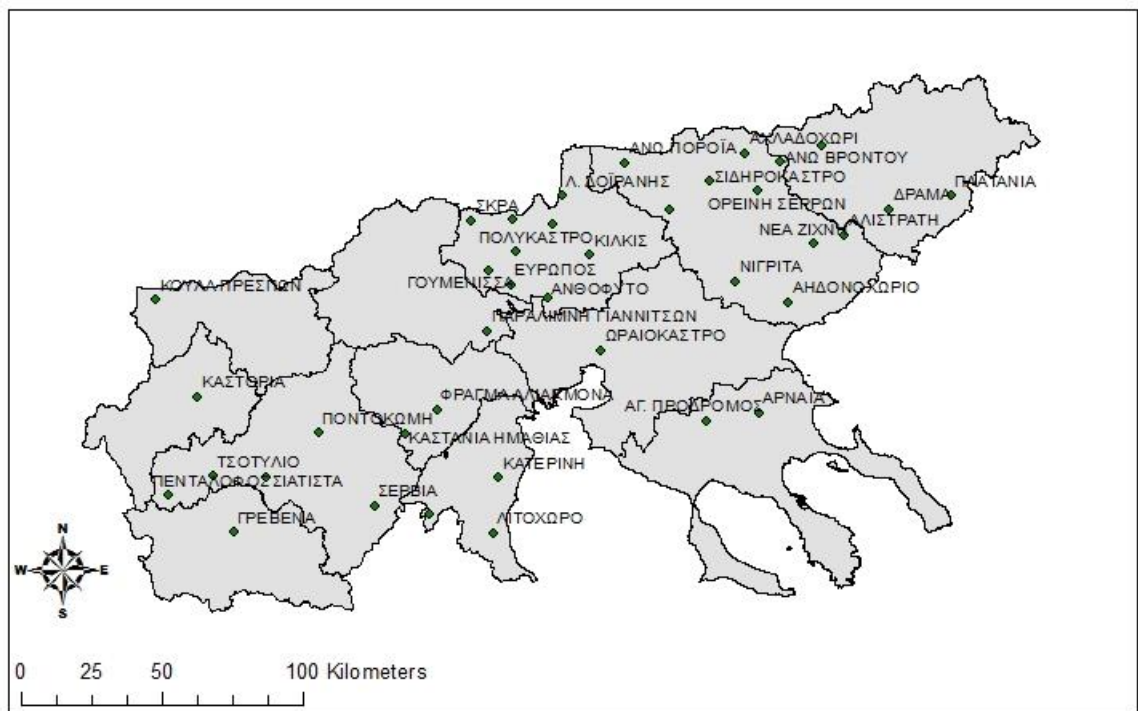 ΑΧΛΑΔΟΧΩΡΙ
ΑΝΩ ΠΟΡΟΪΑ
ΑΝΩ ΒΡΟΝΤΟΥ
Λ. ΔΟΪΡΑΝΗΣ
ΣΙΔΗΡΟΚΑΣΤΡΟ
ΠΛΑΤΑΝΙΑ
ΔΡΑΜΑ
ΣΚΡΑ
ΟΡΕΙΝΗ ΣΕΡΡΩΝ
ΑΛΙΣΤΡΑΤΗ
ΝΕΑ ΖΙΧΝΗ
ΠΟΛΥΚΑΣΤΡΟ
ΚΙΛΚΙΣ
ΕΥΡΩΠΟΣ
ΝΙΓΡΙΤΑ
ΓΟΥΜΕΝΙΣΣΑ
ΚΟΥΛΑ ΠΡΕΣΠΩΝ
ΑΝΘΟΦΥΤΟ
ΑΗΔΟΝΟΧΩΡΙΟ
ΠΑΡΑΛΙΜΝΗ ΓΙΑΝΝΙΤΣΩΝ
ΩΡΑΙΟΚΑΣΤΡΟ
ΚΑΣΤΟΡΙΑ
ΦΡΑΓΜΑ ΑΛΙΑΚΜΟΝΑ
ΑΡΝΑΙΑ
ΑΓ. ΠΡΟΔΡΟΜΟΣ
ΠΟΝΤΟΚΩΜΗ
ΚΑΣΤΑΝΙΑ ΗΜΑΘΙΑΣ
ΤΣΟΤΥΛΙΟ
ΚΑΤΕΡΙΝΗ
ΠΕΝΤΑΛΟΦΟΣ
ΣΙΑΤΙΣΤΑ
ΣΕΡΒΙΑ
ΓΡΕΒΕΝΑ
ΛΙΤΟΧΩΡΟ
N
W
E
S
0 25 50 100 Kilometers